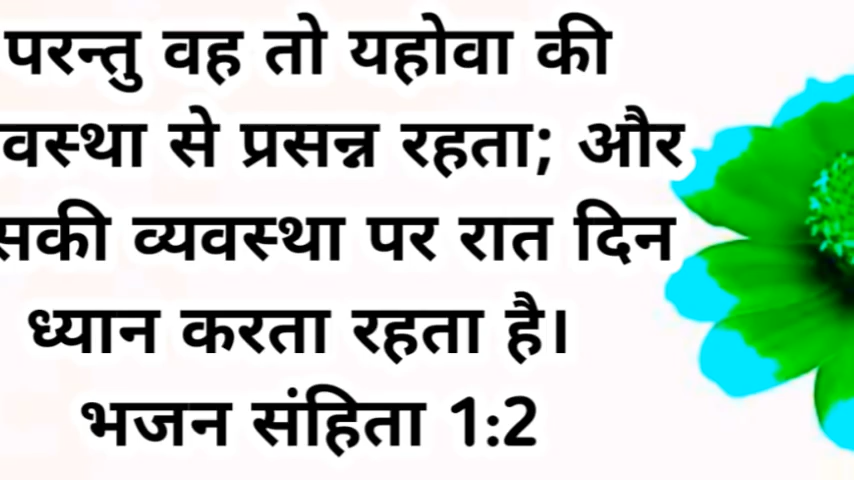 परन्तु वह तो यहोवा की
वस्था से प्रसन्न रहता; और
सकी व्यवस्था पर रात दिन
ध्यान करता रहता है।
भजन संहिता 1:2